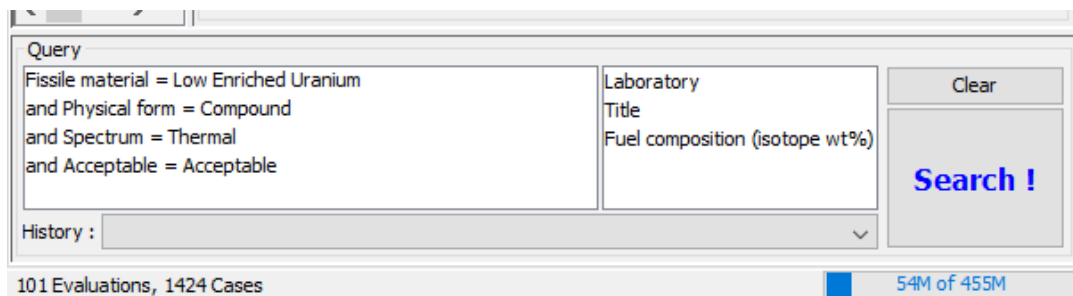 Query
Fissile material = Low Enriched Uranium
and Physical form = Compound
and Spectrum = Thermal
and Acceptable = Acceptable
Laboratory
Title
Fuel composition (isotope wt%)
Clear
Search !
History :
101 Evaluations, 1424 Cases
54M of 455M